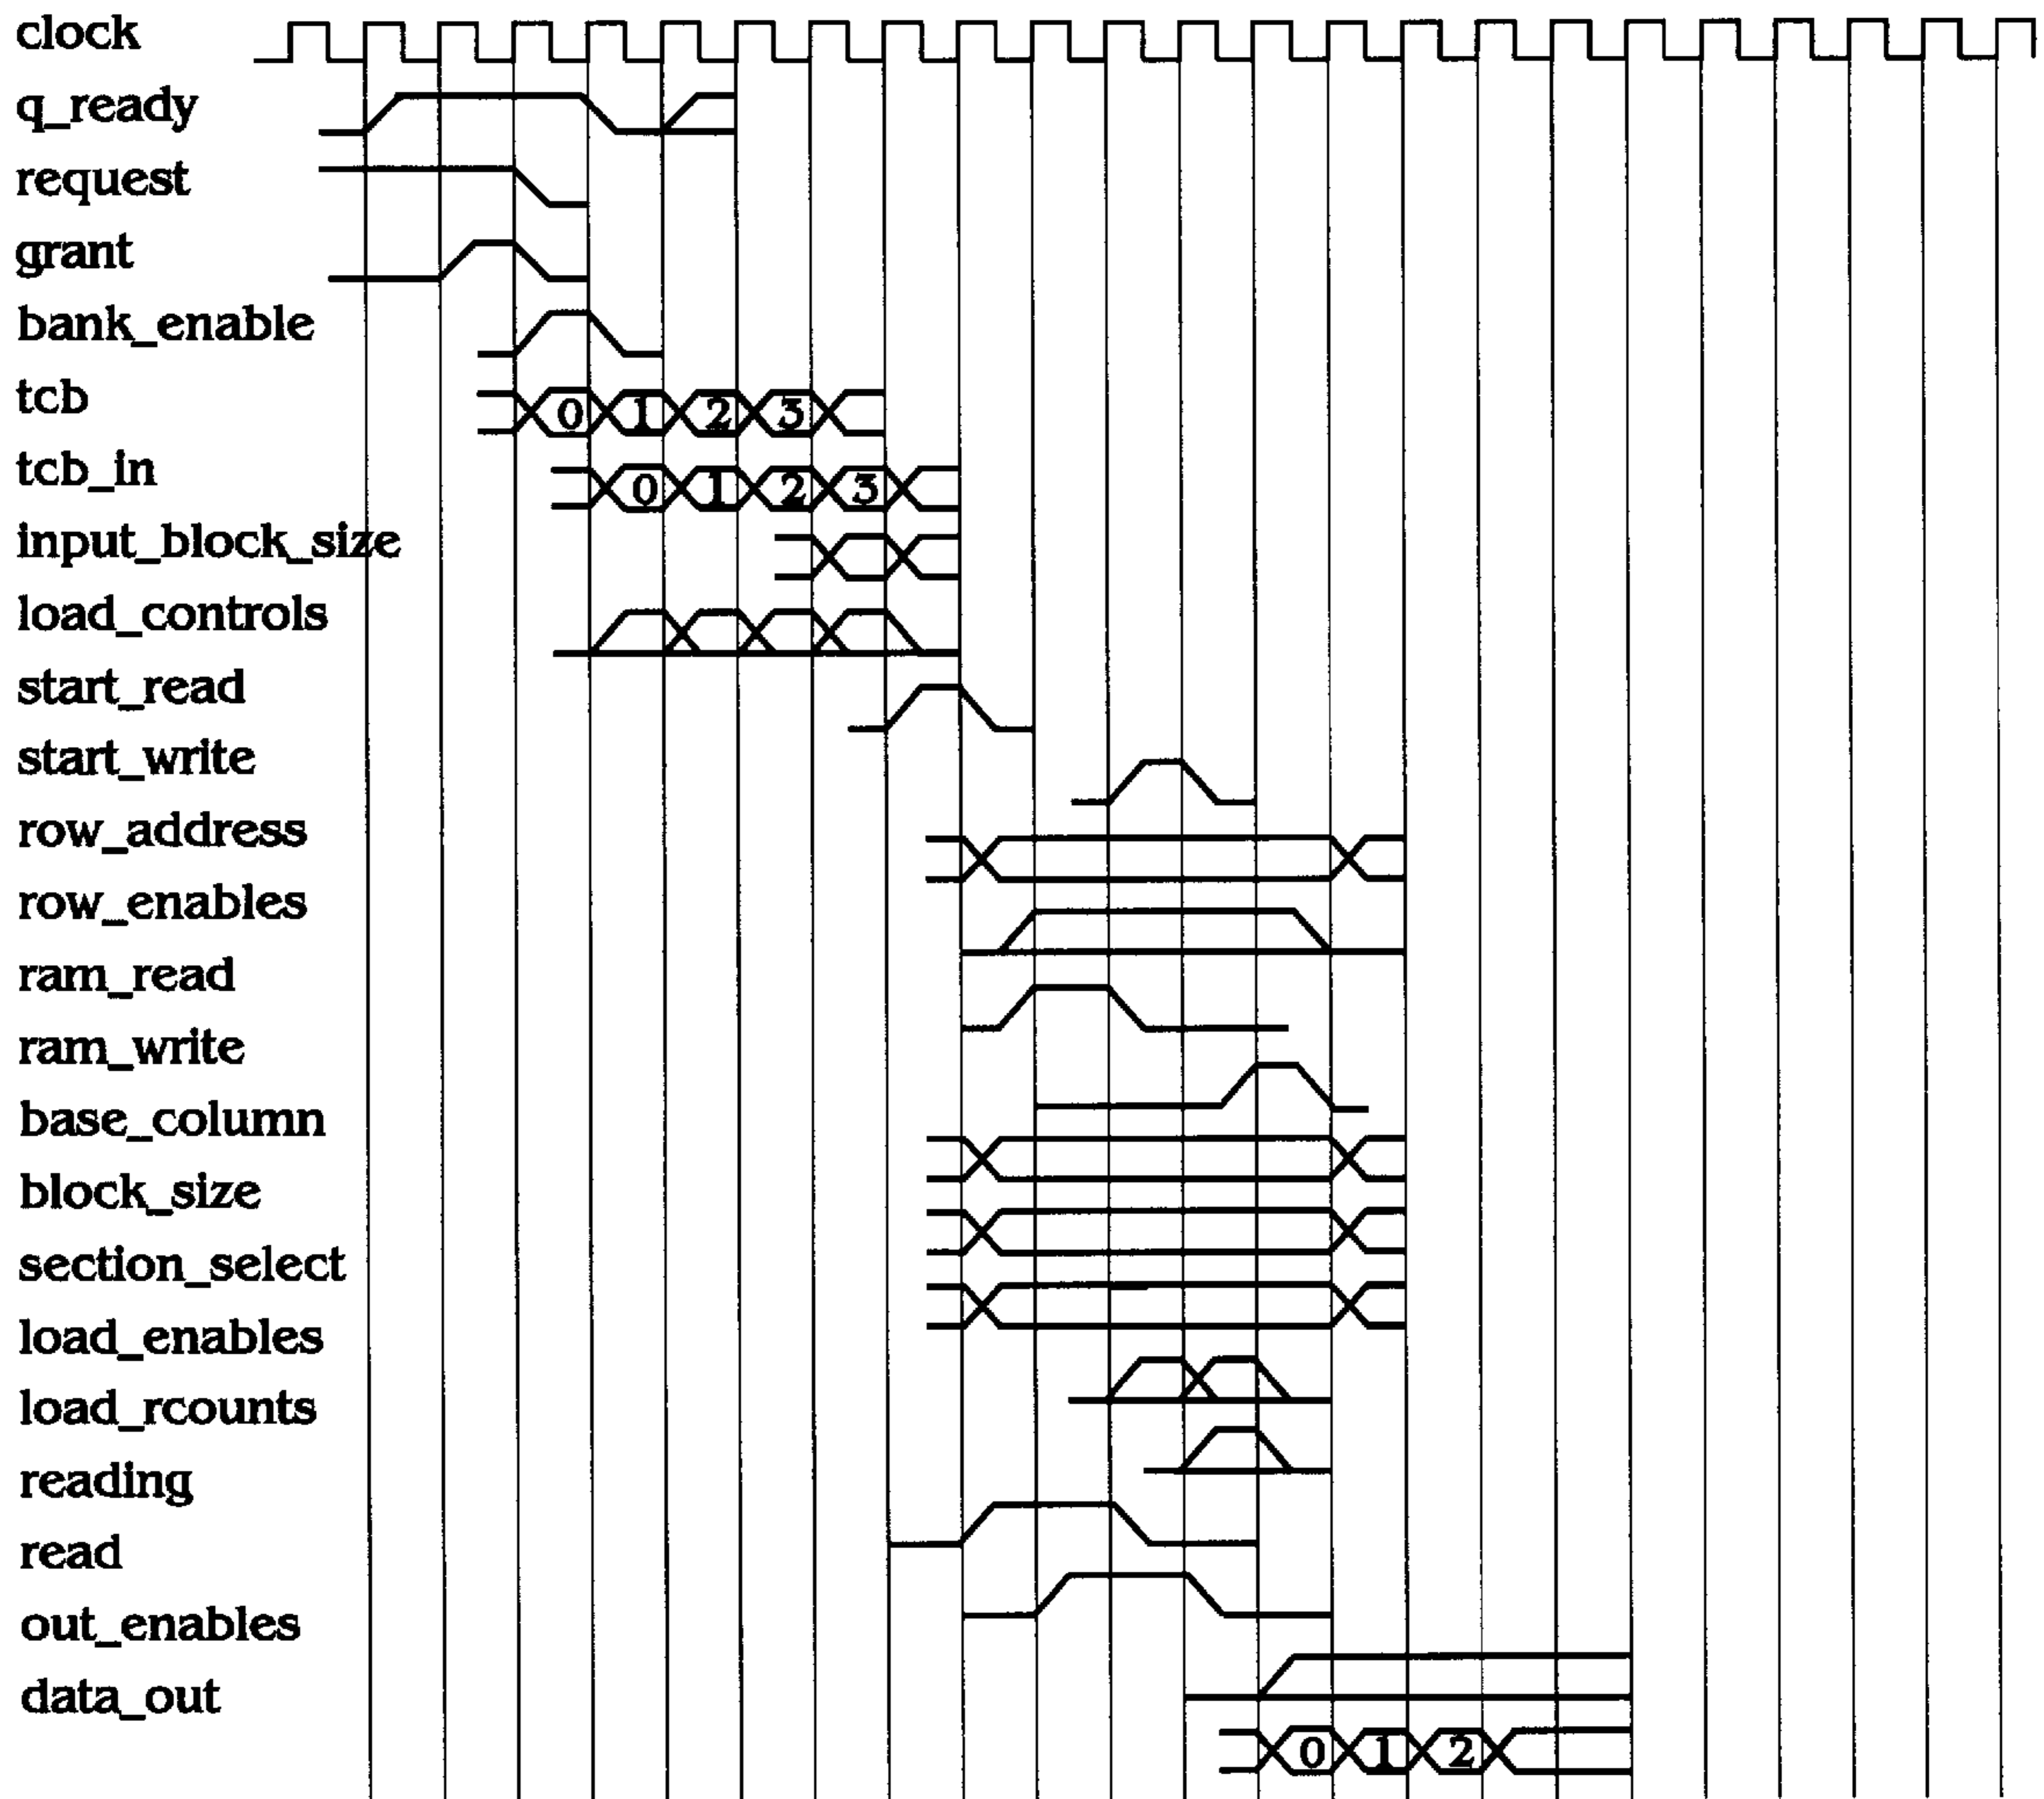 clock
q_ready
request
grant
bank_enable
tcb
0 1 2 3
tcb_in
0 1 2 3
input_block_size
load_controls
start_read
start_write
row_address
row_enables
ram_read
ram_write
base_column
block_size
section_select
load_enables
load_rcounts
reading
read
out_enables
data_out
0 1 2